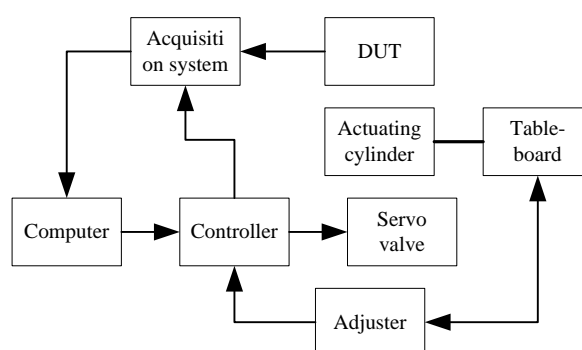 Acquisiti
on system
DUT
Actuating
cylinder
Table-
board
Computer
Controller
Servo
valve
Adjuster